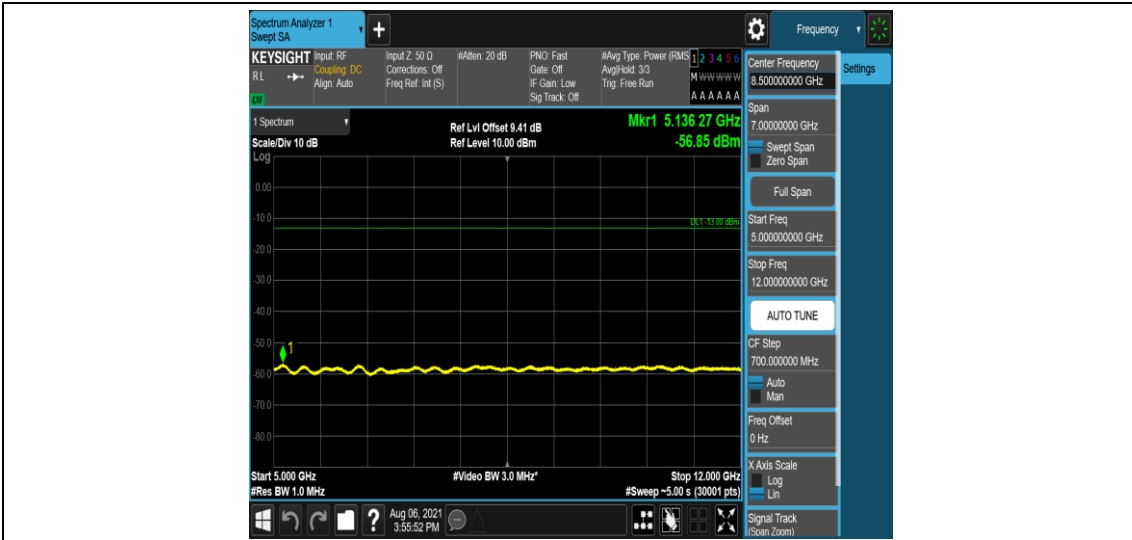 Spectrum Analyzer 1
Swept SA
+
Frequency
KEYSIGHT
RL
LXI
Input: RF
Coupling: DC
Align: Auto
Input Z: 50 Ω
Corrections: Off
Freq Ref: Int (S)
#Atten: 20 dB
PNO: Fast
Gate: Off
IF Gain: Low
Sig Track: Off
#Avg Type: Power (RMS
Avg|Hold: 3/3
Trig: Free Run
1 2 3 4 5 6
M W W W W W
A A A A A A
1 Spectrum
Scale/Div 10 dB
Log
Ref Lvl Offset 9.41 dB
Ref Level 10.00 dBm
Mkr1 5.136 27 GHz
-56.85 dBm
0.00
-10.0
DL1 -13.00 dBm
-20.0
-30.0
-40.0
-50.0
1
-60.0
-70.0
-80.0
Start 5.000 GHz
#Res BW 1.0 MHz
#Video BW 3.0 MHz*
Stop 12.000 GHz
#Sweep ~5.00 s (30001 pts)
?
Aug 06, 2021
3:55:52 PM
Center Frequency
8.500000000 GHz
Settings
Span
7.00000000 GHz
Swept Span
Zero Span
Full Span
Start Freq
5.000000000 GHz
Stop Freq
12.000000000 GHz
AUTO TUNE
CF Step
700.000000 MHz
Auto
Man
Freq Offset
0 Hz
X Axis Scale
Log
Lin
Signal Track
(Span Zoom)